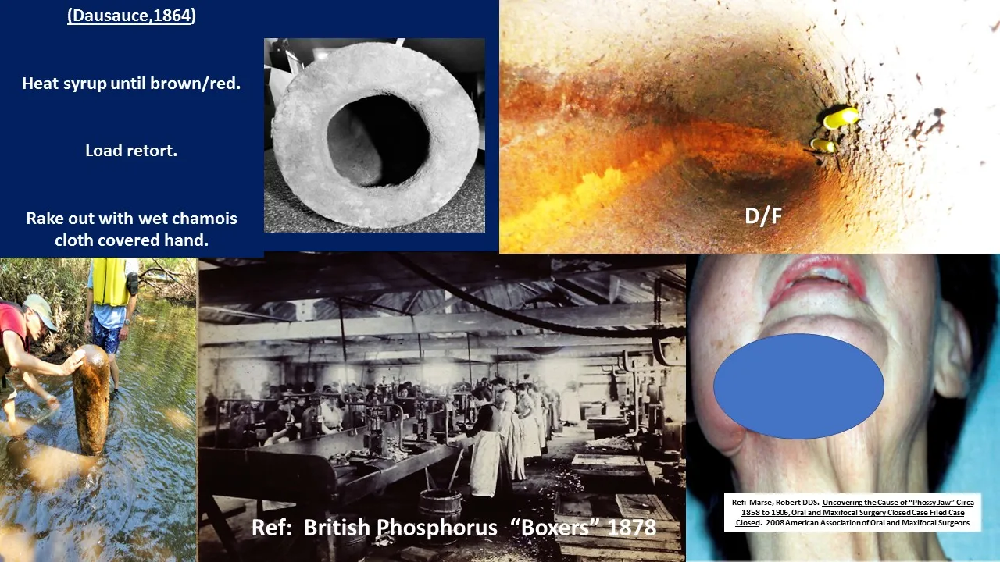 (Dausauce,1864)
Heat syrup until brown/red.
Load retort.
Rake out with wet chamois
cloth covered hand.
D/F
Ref:  British Phosphorus  “Boxers” 1878
Ref:  Marse, Robert DDS.  Uncovering the Cause of “Phossy Jaw” Circa
1858 to 1906, Oral and Maxifocal Surgery Closed Case Filed Case
Closed.  2008 American Association of Oral and Maxifocal Surgeons